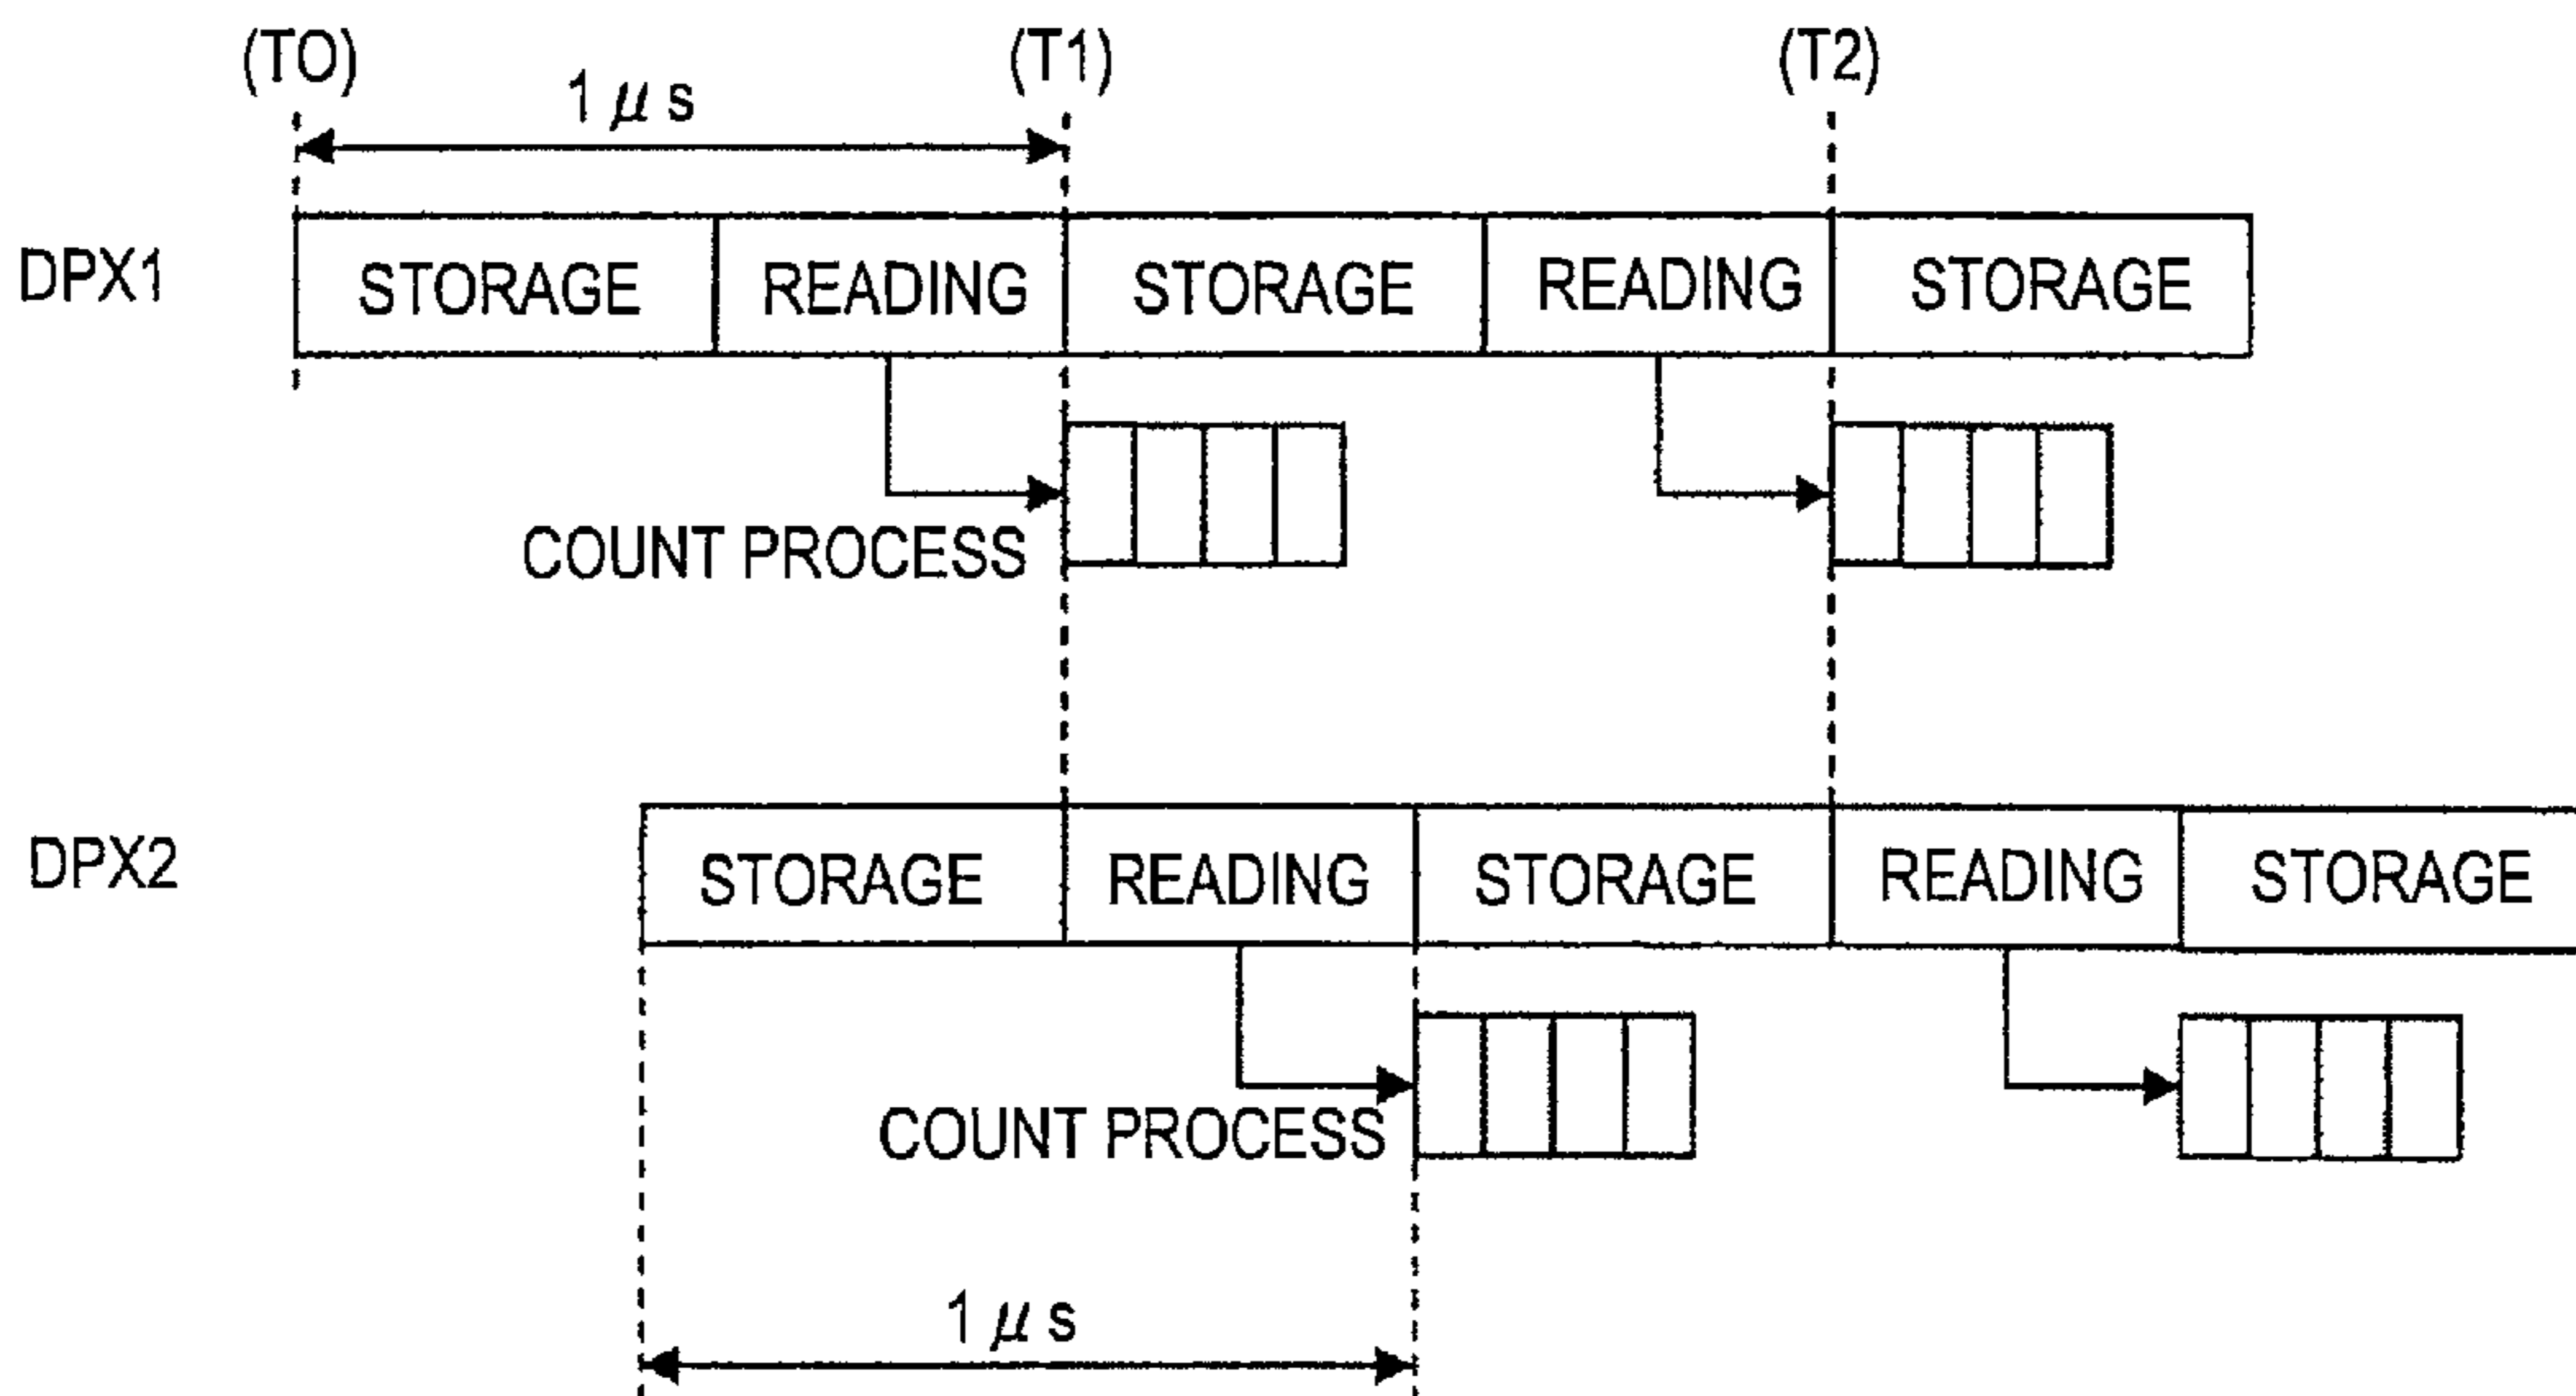 (T0) (T1) (T2)
1 μ s
DPX1 STORAGE READING STORAGE READING STORAGE
COUNT PROCESS
DPX2 STORAGE READING STORAGE READING STORAGE
COUNT PROCESS
1 μ s